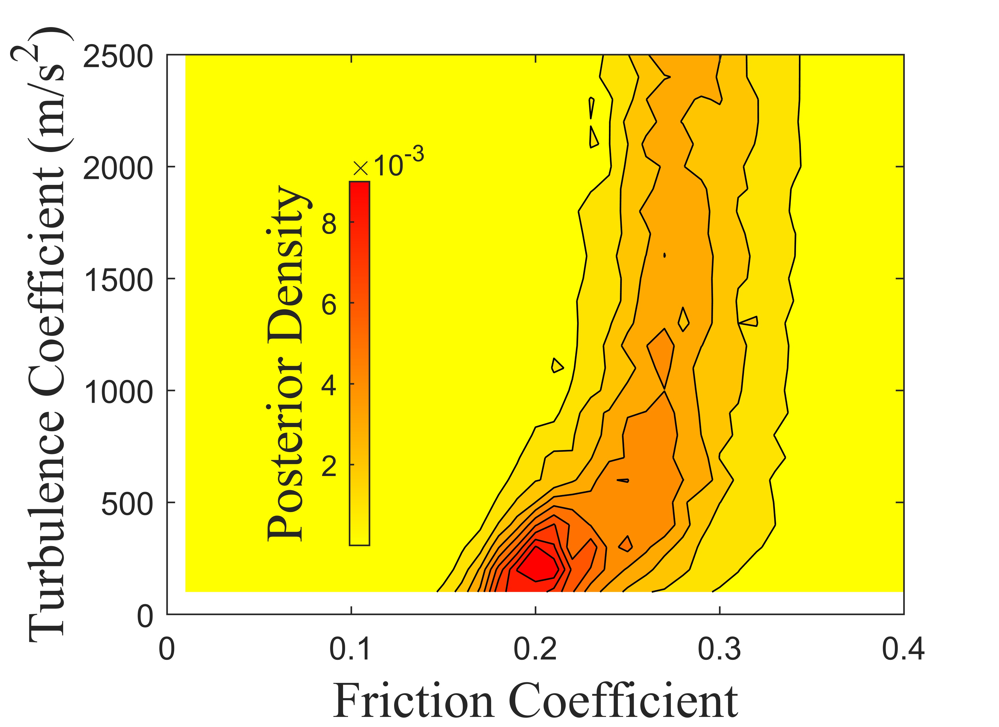 Turbulence Coefficient (m/s2)
2500
2000
1500
1000
500
0
×10-3
Posterior Density
8
6
4
2
0 0.1 0.2 0.3 0.4
Friction Coefficient